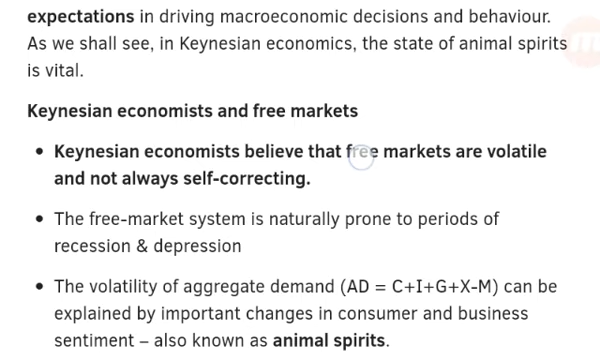 expectations in driving macroeconomic decisions and behaviour.
As we shall see, in Keynesian economics, the state of animal spirits
is vital.
Keynesian economists and free markets
• Keynesian economists believe that free markets are volatile
and not always self-correcting.
• The free-market system is naturally prone to periods of
recession & depression
• The volatility of aggregate demand (AD = C+I+G+X-M) can be
explained by important changes in consumer and business
sentiment – also known as animal spirits.